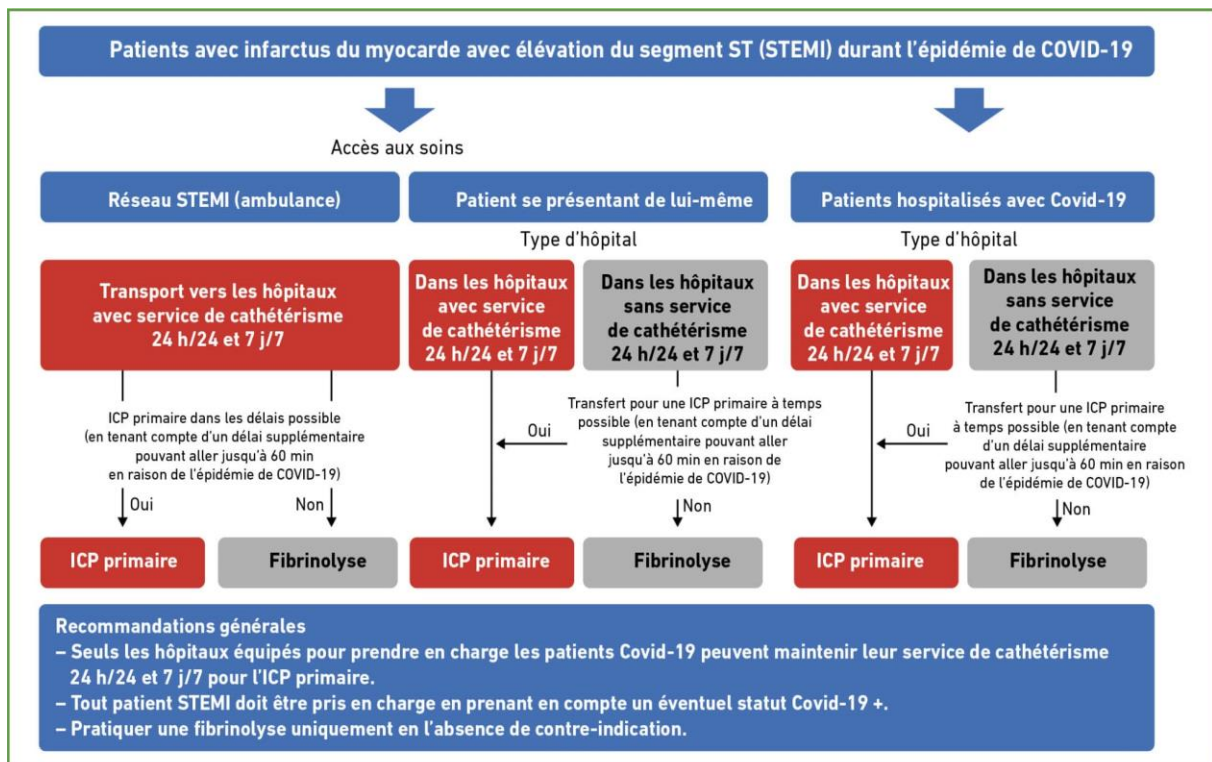 Patients avec infarctus du myocarde avec élévation du segment ST (STEMI) durant l'épidémie de COVID-19
Accès aux soins
Réseau STEMI (ambulance)
Patient se présentant de lui-même
Patients hospitalisés avec Covid-19
Type d'hôpital
Type d'hôpital
Transport vers les hôpitaux
avec service de cathétérisme
24 h/24 et 7 j/7
Dans les hôpitaux
avec service
de cathétérisme
24 h/24 et 7 j/7
Dans les hôpitaux
sans service
de cathétérisme
24 h/24 et 7 j/7
Dans les hôpitaux
avec service
de cathétérisme
24 h/24 et 7 j/7
Dans les hôpitaux
sans service
de cathétérisme
24 h/24 et 7 j/7
ICP primaire dans les délais possible
(en tenant compte d'un délai supplémentaire
pouvant aller jusqu'à 60 min
en raison de l'épidémie de COVID-19)
Oui
Non
Transfert pour une ICP primaire à temps
possible (en tenant compte d'un délai
supplémentaire pouvant aller
jusqu'à 60 min en raison de
l'épidémie de COVID-19)
Oui
Non
Transfert pour une ICP primaire
à temps possible (en tenant compte
d'un délai supplémentaire
pouvant aller jusqu'à 60 min en raison
de l'épidémie de COVID-19)
Oui
Non
ICP primaire
Fibrinolyse
ICP primaire
Fibrinolyse
ICP primaire
Fibrinolyse
Recommandations générales
– Seuls les hôpitaux équipés pour prendre en charge les patients Covid-19 peuvent maintenir leur service de cathétérisme
24 h/24 et 7 j/7 pour l'ICP primaire.
– Tout patient STEMI doit être pris en charge en prenant en compte un éventuel statut Covid-19 +.
– Pratiquer une fibrinolyse uniquement en l'absence de contre-indication.